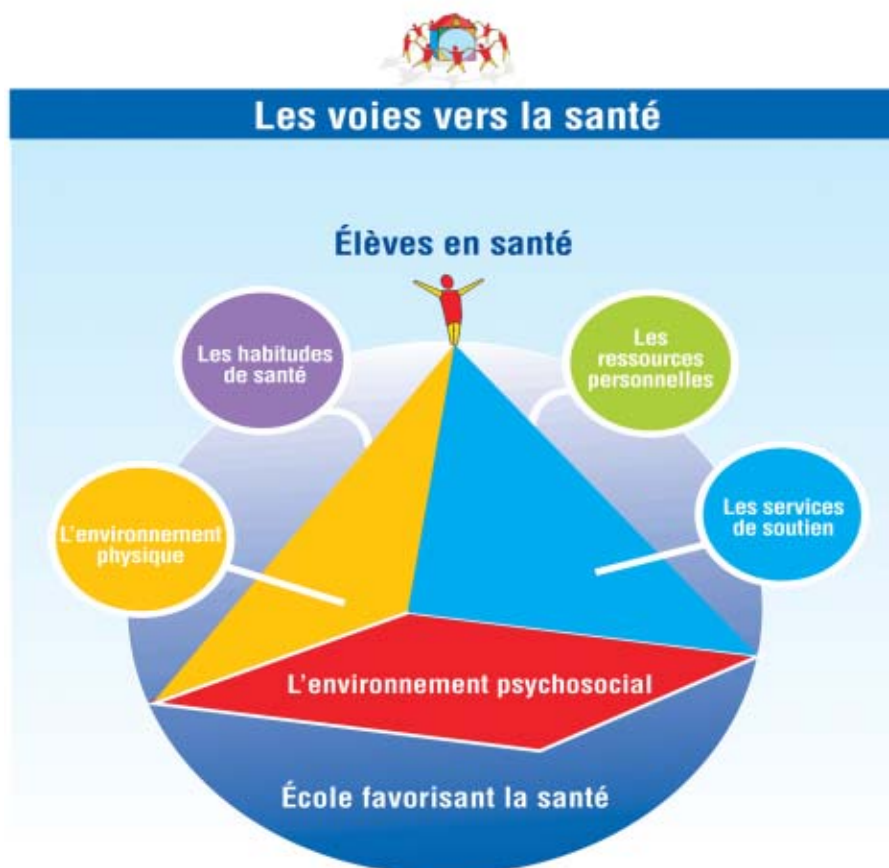 Les voies vers la santé
Élèves en santé
Les habitudes
de santé
Les
ressources
personnelles
L'environnement
physique
Les services
de soutien
L'environnement psychosocial
École favorisant la santé